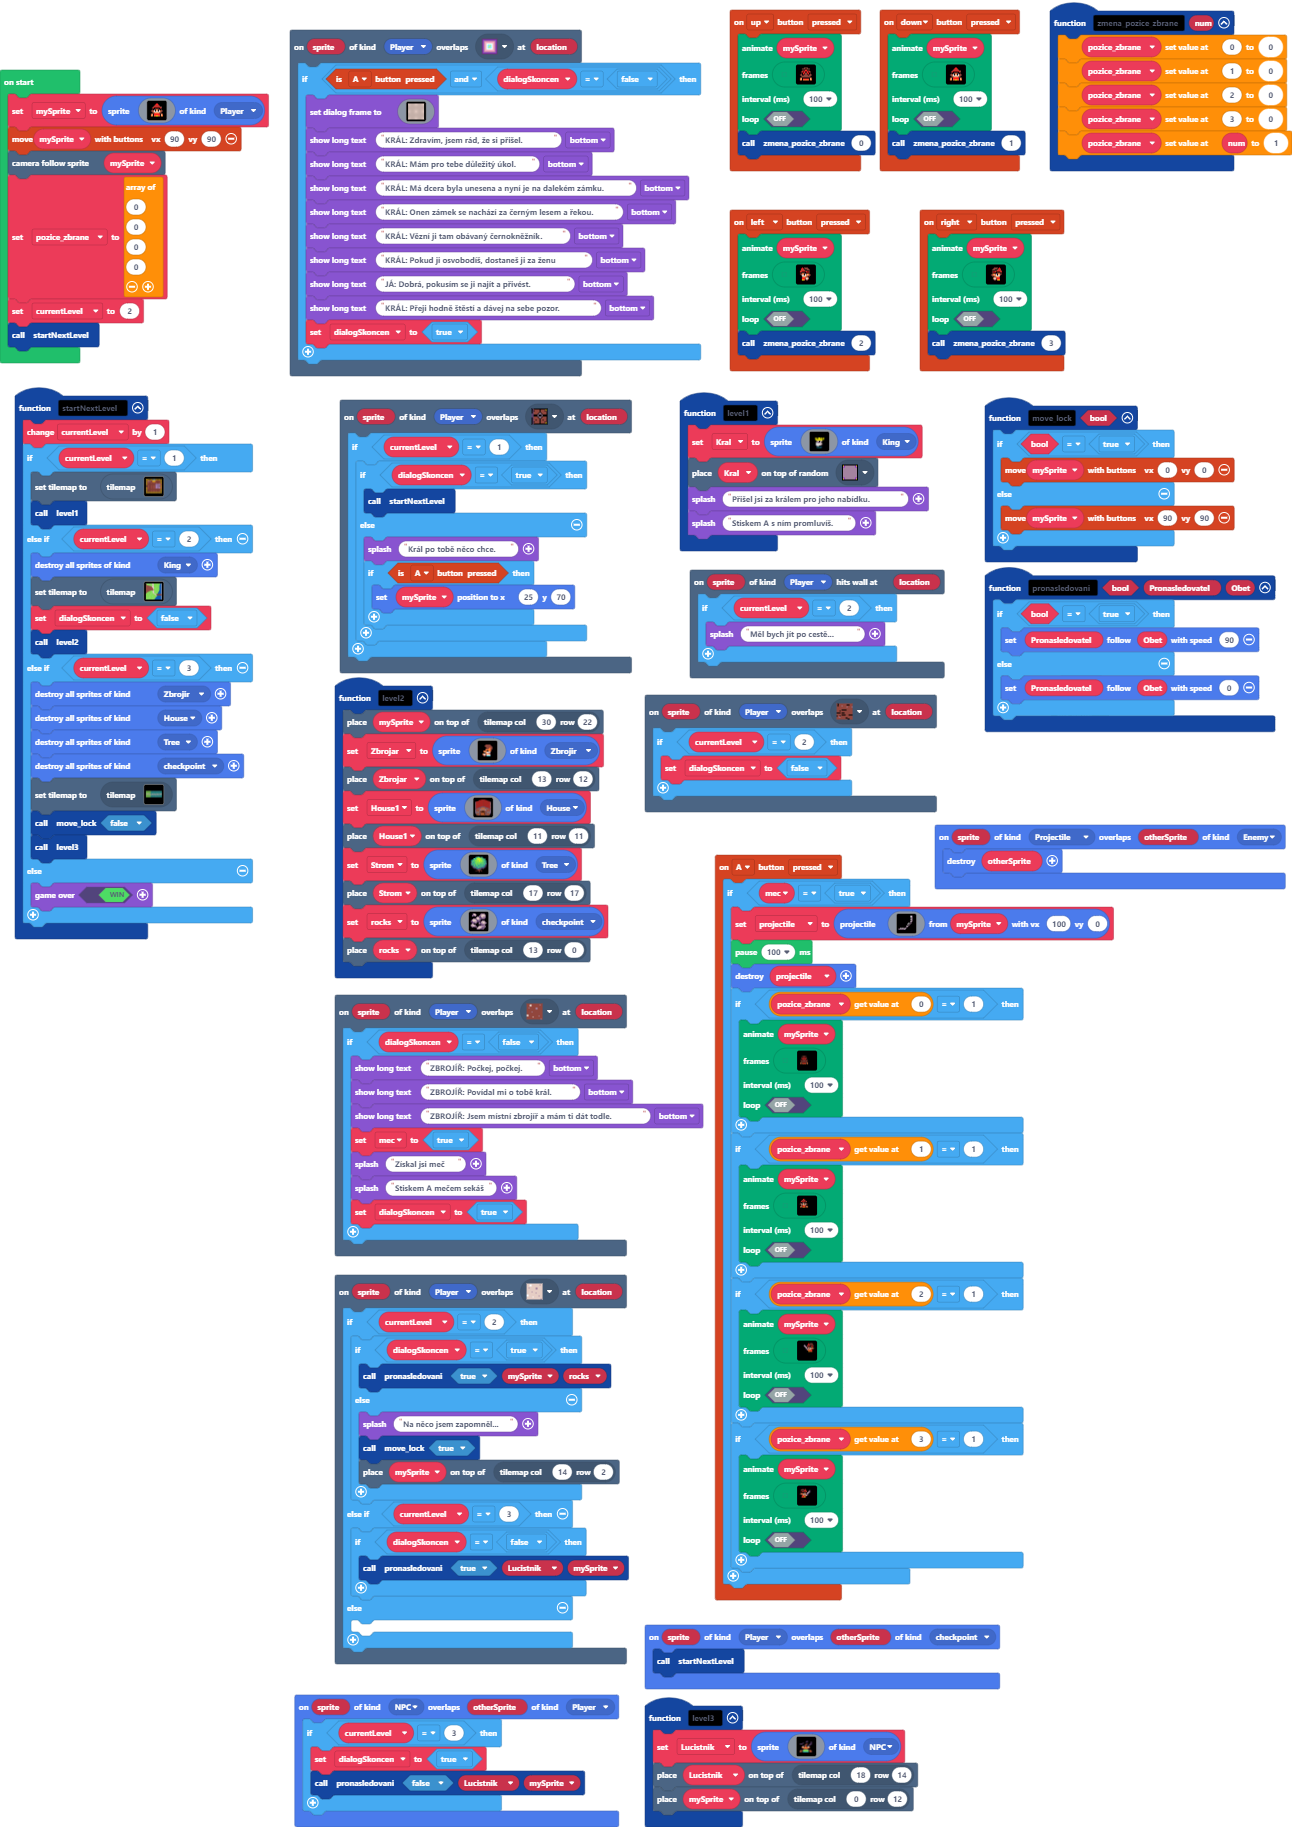 on start
set mySprite to sprite of kind Player
move mySprite with buttons vx 90 vy 90
camera follow sprite mySprite
set pozice_zbrane to array of 0 0 0 0
set currentLevel to 2
call startNextLevel
on sprite of kind Player overlaps at location
if is A button pressed and dialogSkoncen = false then
set dialog frame to
show long text "KRÁL: Zdravím, jsem rád, že si přišel." bottom
show long text "KRÁL: Mám pro tebe důležitý úkol." bottom
show long text "KRÁL: Má dcera byla unesena a nyní je na dalekém zámku." bottom
show long text "KRÁL: Onen zámek se nachází za černým lesem a řekou." bottom
show long text "KRÁL: Vězní ji tam obávaný černokněžník." bottom
show long text "KRÁL: Pokud ji osvobodíš, dostaneš ji za ženu" bottom
show long text "JÁ: Dobrá, pokusím se ji najít a přivést." bottom
show long text "KRÁL: Přeji hodně štěstí a dávej na sebe pozor." bottom
set dialogSkoncen to true
on up button pressed
animate mySprite
frames
interval (ms) 100
loop OFF
call zmena_pozice_zbrane 0
on down button pressed
animate mySprite
frames
interval (ms) 100
loop OFF
call zmena_pozice_zbrane 1
function zmena_pozice_zbrane num
pozice_zbrane set value at 0 to 0
pozice_zbrane set value at 1 to 0
pozice_zbrane set value at 2 to 0
pozice_zbrane set value at 3 to 0
pozice_zbrane set value at num to 1
on left button pressed
animate mySprite
frames
interval (ms) 100
loop OFF
call zmena_pozice_zbrane 2
on right button pressed
animate mySprite
frames
interval (ms) 100
loop OFF
call zmena_pozice_zbrane 3
function startNextLevel
change currentLevel by 1
if currentLevel = 1 then
set tilemap to tilemap
call level1
else if currentLevel = 2 then
destroy all sprites of kind King
set tilemap to tilemap
set dialogSkoncen to false
call level2
else if currentLevel = 3 then
destroy all sprites of kind Zbrojir
destroy all sprites of kind House
destroy all sprites of kind Tree
destroy all sprites of kind checkpoint
set tilemap to tilemap
call move_lock false
call level3
else
game over WIN
on sprite of kind Player overlaps at location
if currentLevel = 1 then
if dialogSkoncen = true then
call startNextLevel
else
splash "Král po tobě něco chce."
if is A button pressed then
set mySprite position to x 25 y 70
function level1
set Kral to sprite of kind King
place Kral on top of random
splash "Přišel jsi za králem pro jeho nabídku."
splash "Stiskem A s ním promluvíš."
function move_lock bool
if bool = true then
move mySprite with buttons vx 0 vy 0
else
move mySprite with buttons vx 90 vy 90
on sprite of kind Player hits wall at location
if currentLevel = 2 then
splash "Měl bych jít po cestě..."
function pronasledovani bool Pronasledovatel Obet
if bool = true then
set Pronasledovatel follow Obet with speed 90
else
set Pronasledovatel follow Obet with speed 0
function level2
place mySprite on top of tilemap col 30 row 22
set Zbrojar to sprite of kind Zbrojir
place Zbrojar on top of tilemap col 13 row 12
set House1 to sprite of kind House
place House1 on top of tilemap col 11 row 11
set Strom to sprite of kind Tree
place Strom on top of tilemap col 17 row 17
set rocks to sprite of kind checkpoint
place rocks on top of tilemap col 13 row 0
on sprite of kind Player overlaps at location
if currentLevel = 2 then
set dialogSkoncen to false
on sprite of kind Projectile overlaps otherSprite of kind Enemy
destroy otherSprite
on A button pressed
if mec = true then
set projectile to projectile from mySprite with vx 100 vy 0
pause 100 ms
destroy projectile
if pozice_zbrane get value at 0 = 1 then
animate mySprite
frames
interval (ms) 100
loop OFF
if pozice_zbrane get value at 1 = 1 then
animate mySprite
frames
interval (ms) 100
loop OFF
if pozice_zbrane get value at 2 = 1 then
animate mySprite
frames
interval (ms) 100
loop OFF
if pozice_zbrane get value at 3 = 1 then
animate mySprite
frames
interval (ms) 100
loop OFF
on sprite of kind Player overlaps at location
if dialogSkoncen = false then
show long text "ZBROJÍŘ: Počkej, počkej." bottom
show long text "ZBROJÍŘ: Povídal mi o tobě král." bottom
show long text "ZBROJÍŘ: Jsem místní zbrojíř a mám ti dát todle." bottom
set mec to true
splash "Získal jsi meč"
splash "Stiskem A mečem sekáš"
set dialogSkoncen to true
on sprite of kind Player overlaps at location
if currentLevel = 2 then
if dialogSkoncen = true then
call pronasledovani true mySprite rocks
else
splash "Na něco jsem zapomněl..."
call move_lock true
place mySprite on top of tilemap col 14 row 2
else if currentLevel = 3 then
if dialogSkoncen = false then
call pronasledovani true Lucistnik mySprite
else
on sprite of kind Player overlaps otherSprite of kind checkpoint
call startNextLevel
on sprite of kind NPC overlaps otherSprite of kind Player
if currentLevel = 3 then
set dialogSkoncen to true
call pronasledovani false Lucistnik mySprite
function level3
set Lucistnik to sprite of kind NPC
place Lucistnik on top of tilemap col 18 row 14
place mySprite on top of tilemap col 0 row 12